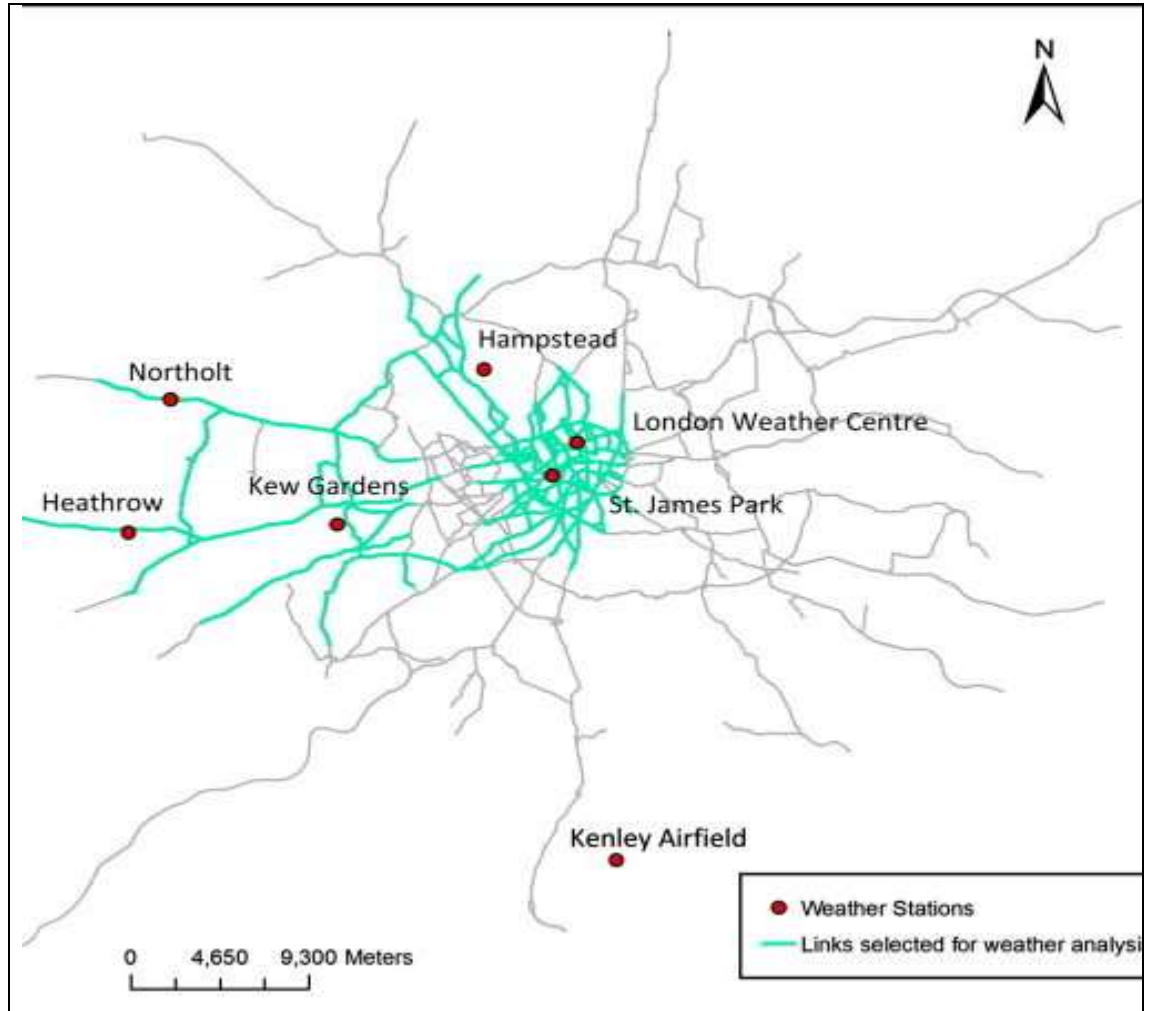 N
Hampstead
Northolt
London Weather Centre
Kew Gardens
Heathrow
St. James Park
Kenley Airfield
Weather Stations
Links selected for weather analysi
0 4,650 9,300 Meters